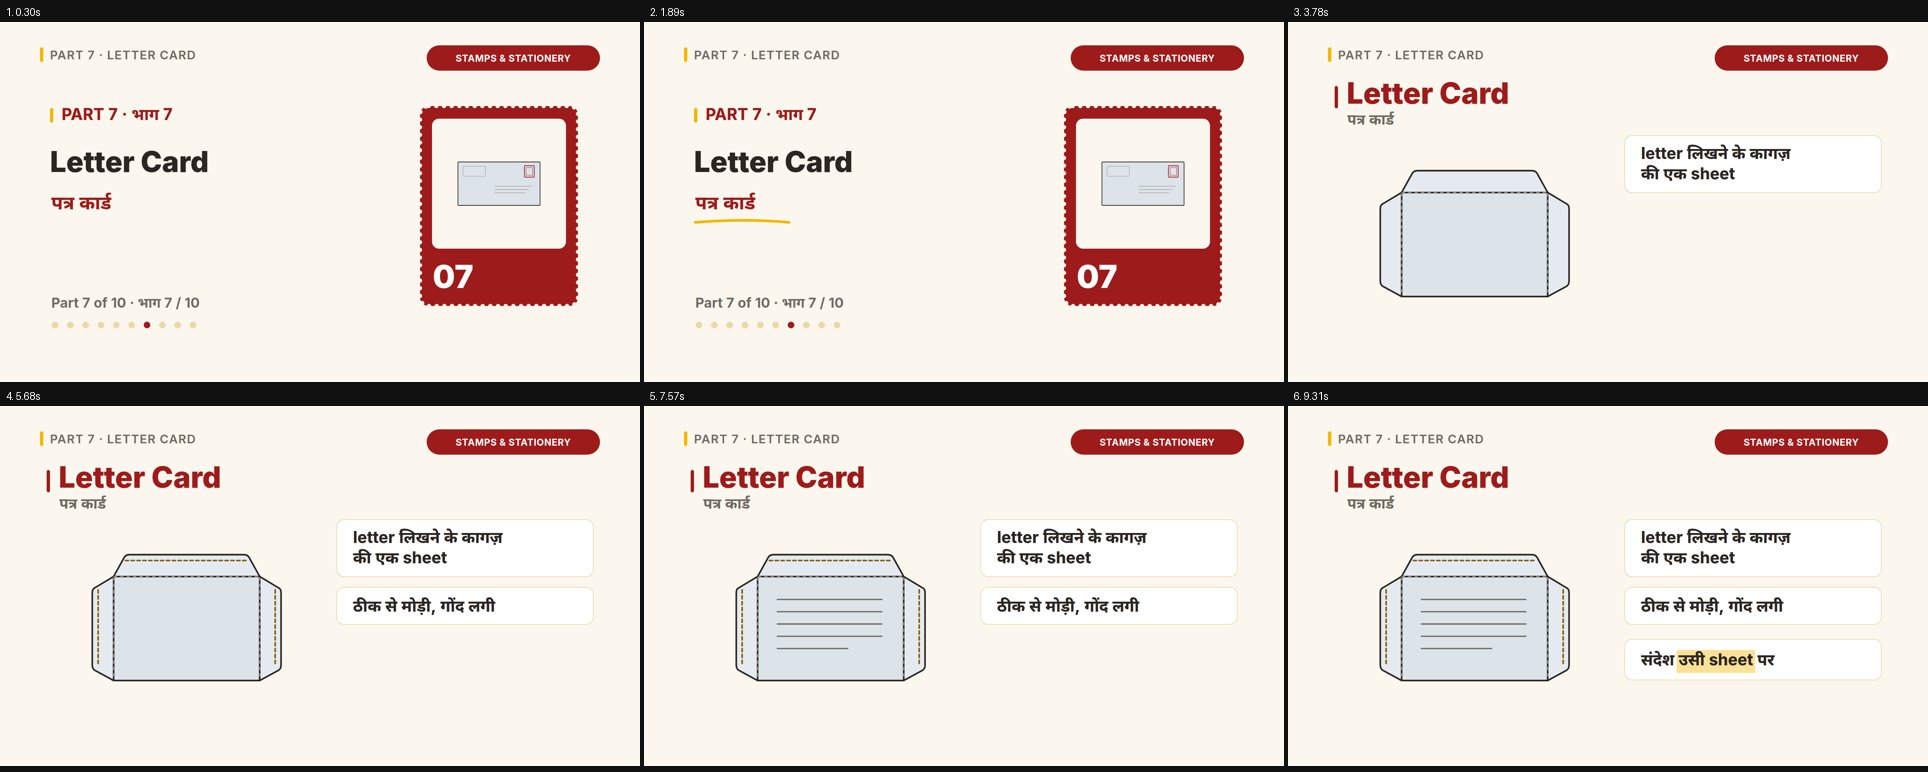 1. 0.30s
PART 7 · LETTER CARD
STAMPS & STATIONERY
PART 7 · भाग 7
Letter Card
पत्र कार्ड
07
Part 7 of 10 · भाग 7 / 10
2. 1.89s
PART 7 · LETTER CARD
STAMPS & STATIONERY
PART 7 · भाग 7
Letter Card
पत्र कार्ड
07
Part 7 of 10 · भाग 7 / 10
3. 3.78s
PART 7 · LETTER CARD
STAMPS & STATIONERY
Letter Card
पत्र कार्ड
letter लिखने के कागज़
की एक sheet
4. 5.68s
PART 7 · LETTER CARD
STAMPS & STATIONERY
Letter Card
पत्र कार्ड
letter लिखने के कागज़
की एक sheet
ठीक से मोड़ी, गोंद लगी
5. 7.57s
PART 7 · LETTER CARD
STAMPS & STATIONERY
Letter Card
पत्र कार्ड
letter लिखने के कागज़
की एक sheet
ठीक से मोड़ी, गोंद लगी
6. 9.31s
PART 7 · LETTER CARD
STAMPS & STATIONERY
Letter Card
पत्र कार्ड
letter लिखने के कागज़
की एक sheet
ठीक से मोड़ी, गोंद लगी
संदेश उसी sheet पर